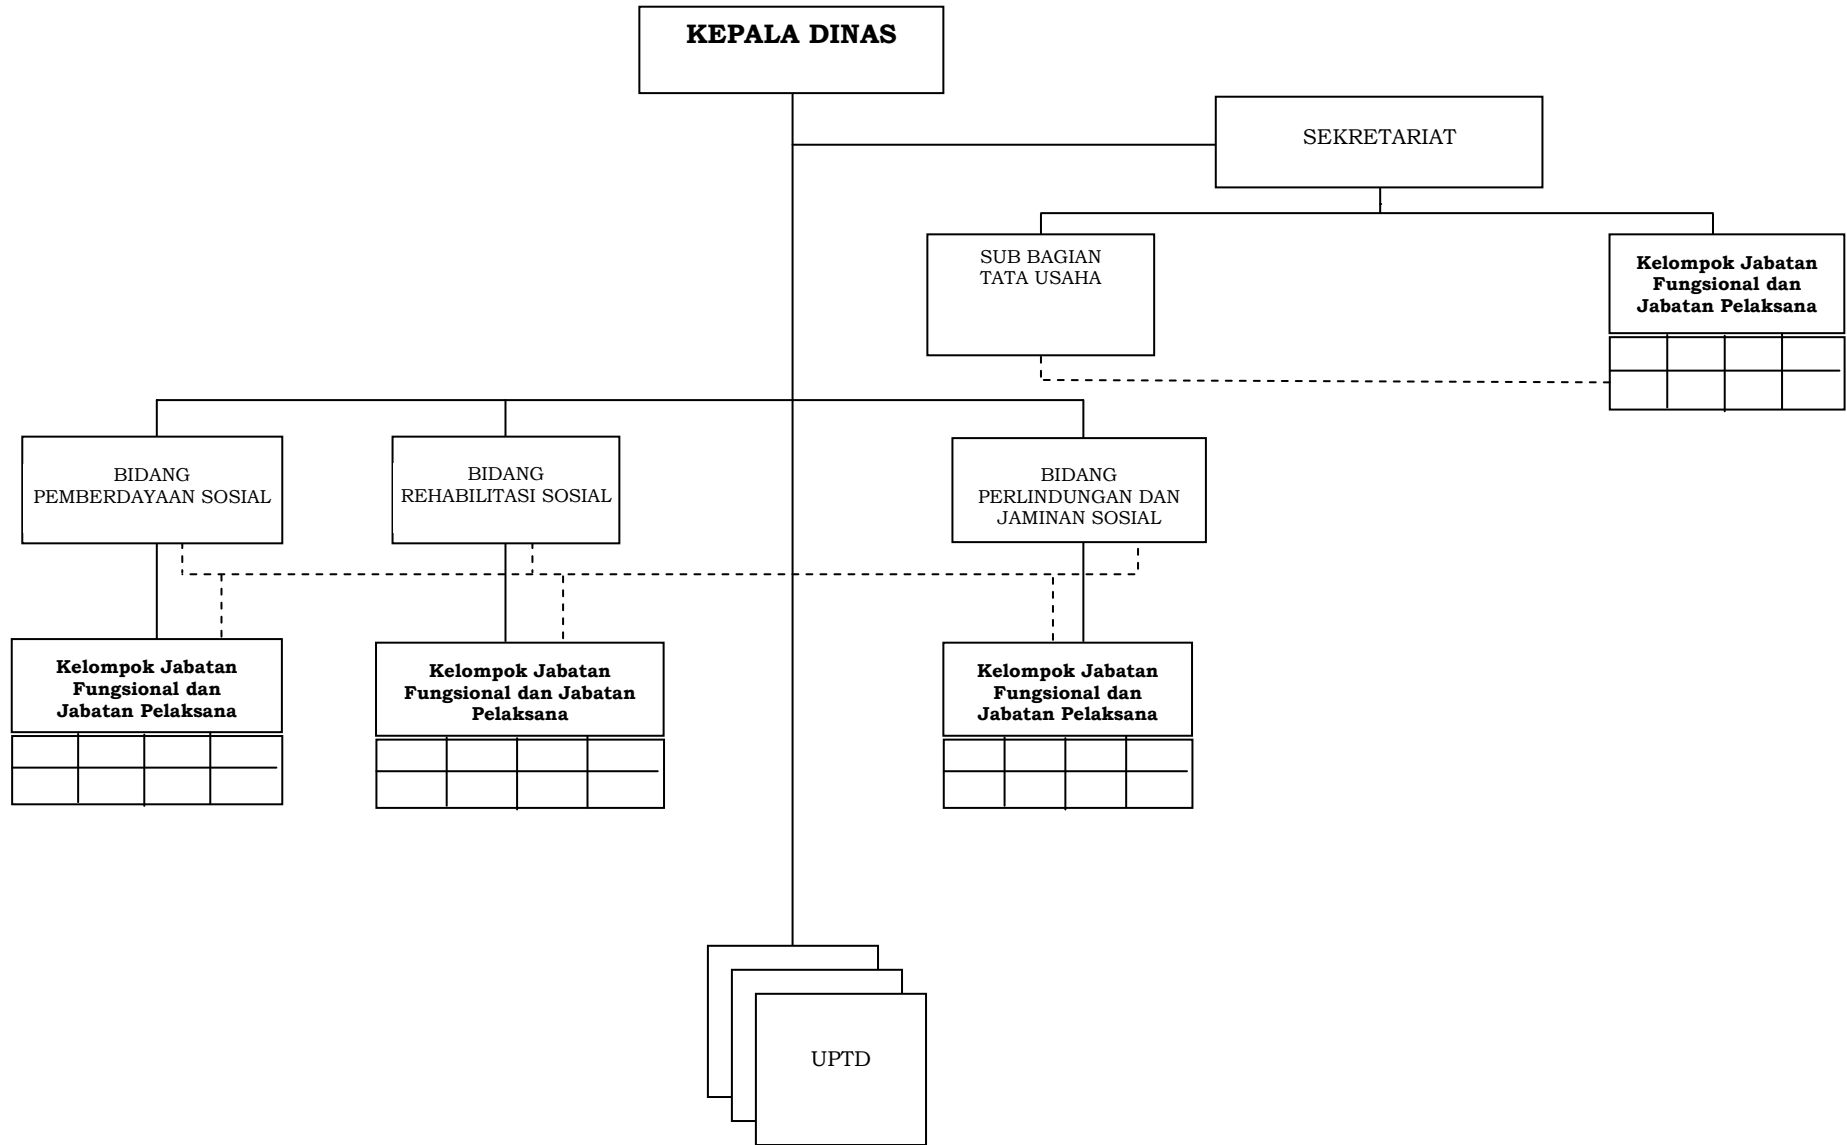 KEPALA DINAS
SEKRETARIAT
SUB BAGIAN
TATA USAHA
Kelompok Jabatan
Fungsional dan
Jabatan Pelaksana
BIDANG
PEMBERDAYAAN SOSIAL
BIDANG
REHABILITASI SOSIAL
BIDANG
PERLINDUNGAN DAN
JAMINAN SOSIAL
Kelompok Jabatan
Fungsional dan
Jabatan Pelaksana
Kelompok Jabatan
Fungsional dan Jabatan
Pelaksana
Kelompok Jabatan
Fungsional dan
Jabatan Pelaksana
UPTD